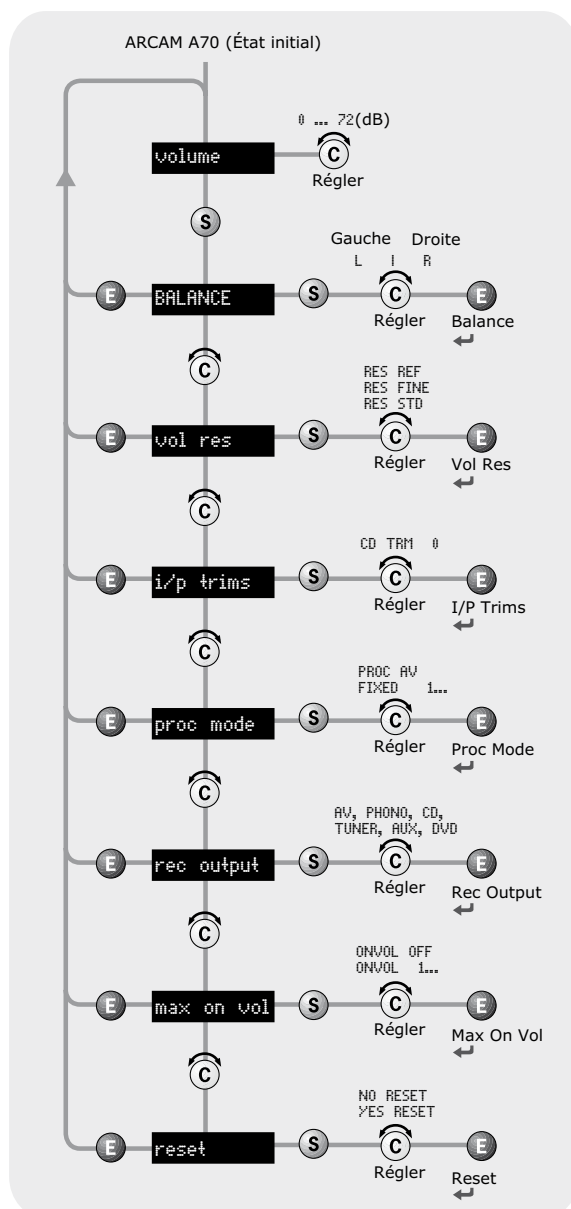 ARCAM A70 (État initial)
0 ... 72(dB)
volume
C
Régler
S
Gauche Droite
L I R
E BALANCE S C E
Régler Balance
C
RES REF
RES FINE
RES STD
E vol res S C E
Régler Vol Res
C
CD TRM 0
E i/p trims S C E
Régler I/P Trims
C
PROC AV
FIXED 1...
E proc mode S C E
Régler Proc Mode
C
AV, PHONO, CD,
TUNER, AUX, DVD
E rec output S C E
Régler Rec Output
C
ONVOL OFF
ONVOL 1...
E max on vol S C E
Régler Max On Vol
C
NO RESET
YES RESET
E reset S C E
Régler Reset